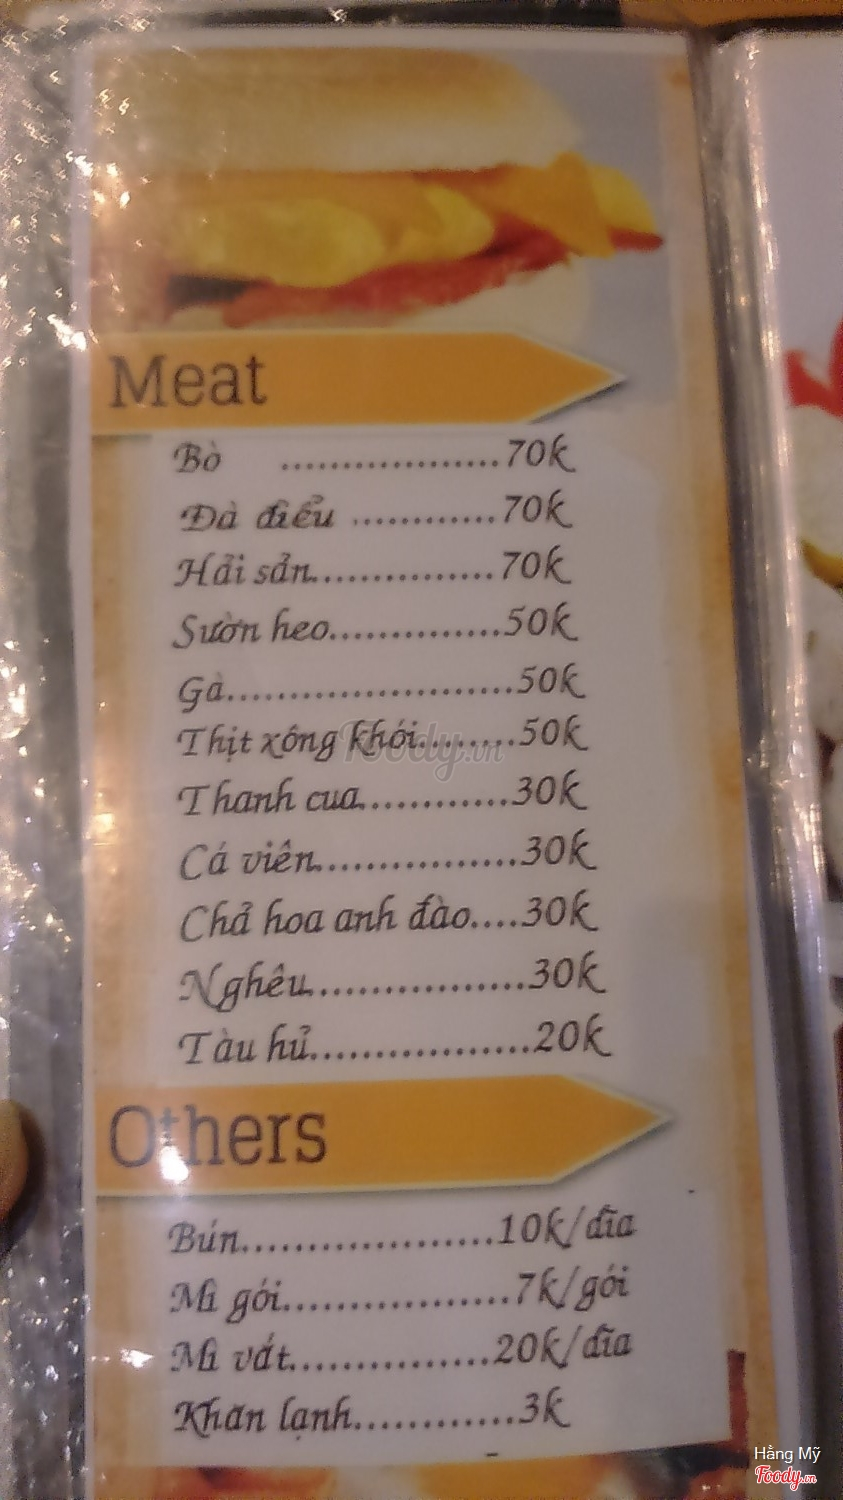 Meat
Bò ..................70k
Đà điểu .............70k
Hải sản................70k
Sườn heo...............50k
Gà........................50k
Thịt xông khói.........50k
Thanh cua.............30k
Cá viên.................30k
Chả hoa anh đào....30k
Nghêu...................30k
Tàu hủ..................20k
Others
Bún....................10k/đĩa
Mì gói...................7k/gói
Mì vắt.................20k/đĩa
Khăn lạnh..............3k
Foody.vn
Hằng Mỹ
Foody.vn